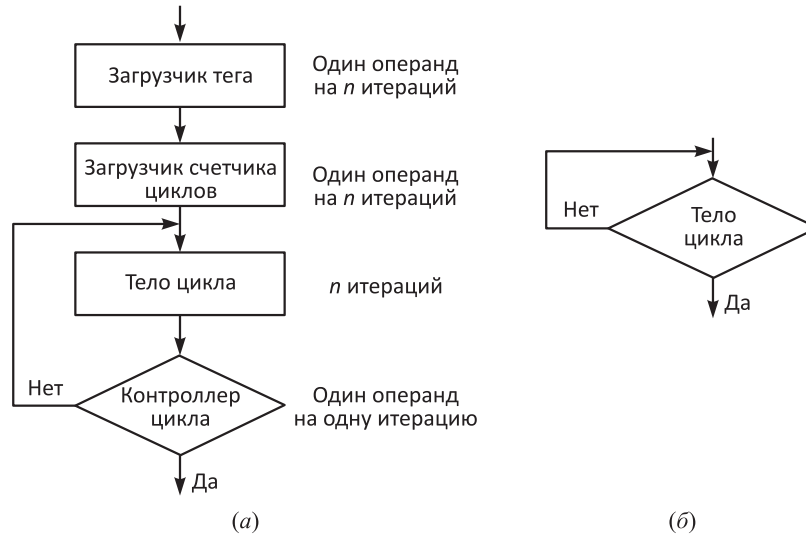 Загрузчик тега
Один операнд
на n итераций
Загрузчик счетчика
циклов
Один операнд
на n итераций
Тело цикла
n итераций
Нет
Контроллер
цикла
Один операнд
на одну итерацию
Да
(а)
Нет
Тело
цикла
Да
(б)